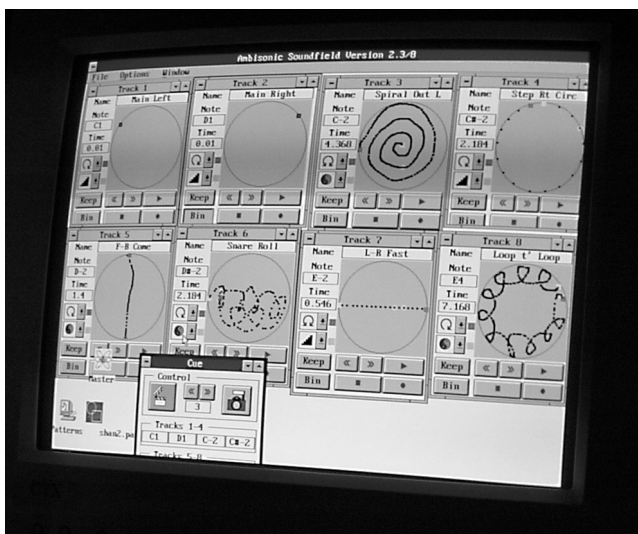 Ambisonic Soundfield Version 2.3/8
File Options Window
Track 1
Name Main Left
Note
C1
Time
0.01
Keep
Bin
Track 2
Name Main Right
Note
D1
Time
0.01
Keep
Bin
Track 3
Name Spiral Out L
Note
C-2
Time
4.368
Keep
Bin
Track 4
Name Step Rt Circ
Note
C#-2
Time
2.184
Keep
Bin
Track 5
Name F-B Come
Note
D-2
Time
1.4
Keep
Bin
Track 6
Name Snare Roll
Note
D#-2
Time
2.184
Keep
Track 7
Name L-R Fast
Note
E-2
Time
0.546
Keep
Bin
Track 8
Name Loop t' Loop
Note
E4
Time
7.168
Keep
Bin
Master
Cue
Control
3
Tracks 1-4
C1 D1 C-2 C#-2
Tracks 5-8